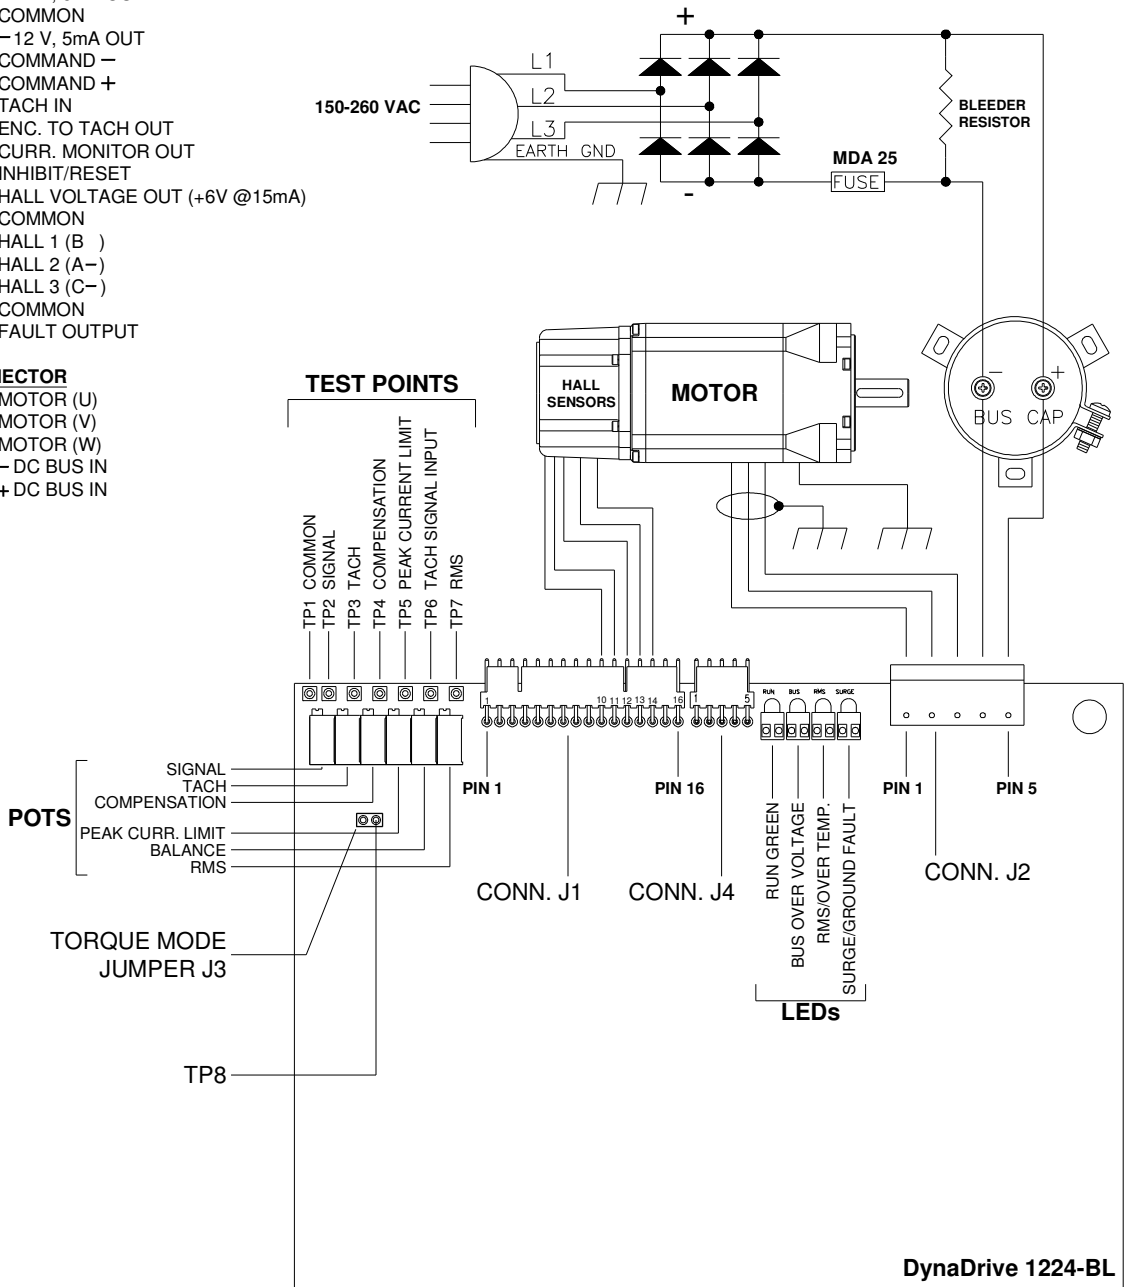 COMMON
−12 V, 5mA OUT
COMMAND −
COMMAND +
TACH IN
ENC. TO TACH OUT
CURR. MONITOR OUT
INHIBIT/RESET
HALL VOLTAGE OUT (+6V @15mA)
COMMON
HALL 1 (B )
HALL 2 (A−)
HALL 3 (C−)
COMMON
FAULT OUTPUT
MOTOR (U)
MOTOR (V)
MOTOR (W)
− DC BUS IN
+ DC BUS IN
+
L1
L2
L3
150-260 VAC
EARTH GND
BLEEDER
RESISTOR
MDA 25
FUSE
-
HALL
SENSORS
MOTOR
− +
BUS CAP
TEST POINTS
TP1 COMMON
TP2 SIGNAL
TP3 TACH
TP4 COMPENSATION
TP5 PEAK CURRENT LIMIT
TP6 TACH SIGNAL INPUT
TP7 RMS
1 10 11 12 13 14 16
1 5
RUN BUS RMS SURGE
POTS
SIGNAL
TACH
COMPENSATION
PEAK CURR. LIMIT
BALANCE
RMS
PIN 1
PIN 16
PIN 1
PIN 5
CONN. J1
CONN. J4
CONN. J2
RUN GREEN
BUS OVER VOLTAGE
RMS/OVER TEMP.
SURGE/GROUND FAULT
LEDs
TORQUE MODE
JUMPER J3
TP8
DynaDrive 1224-BL